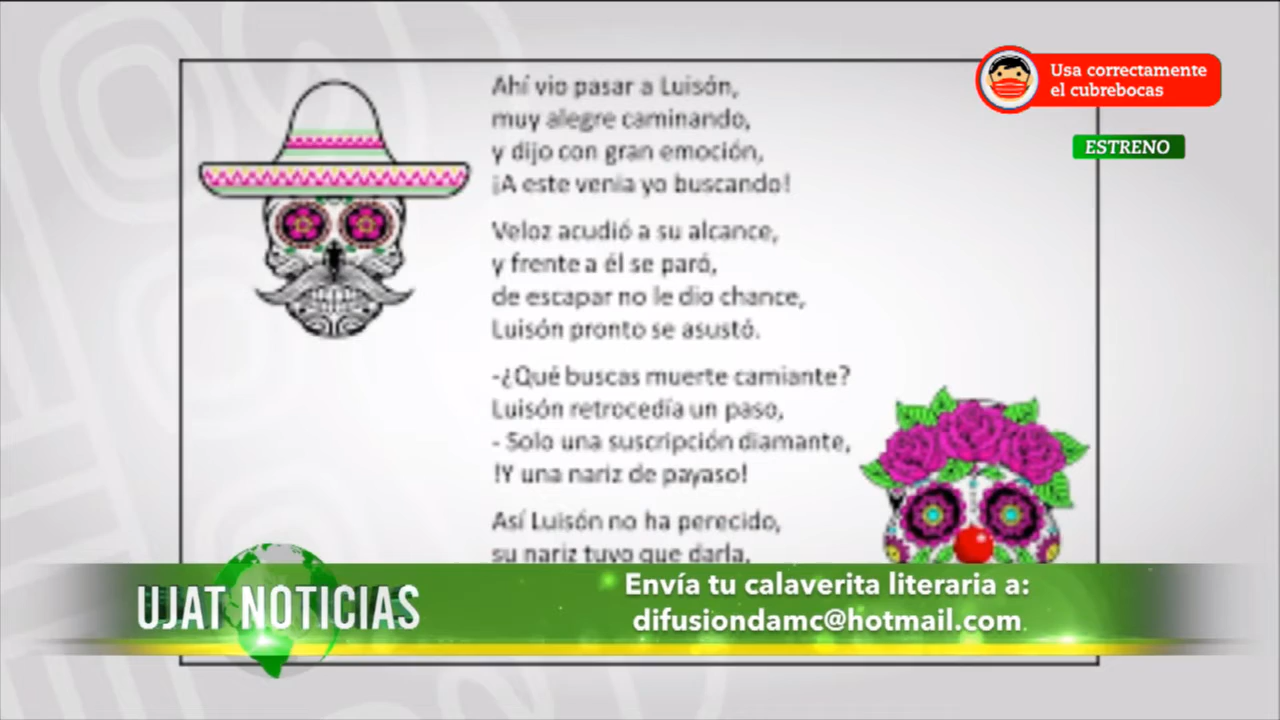 Ahí vio pasar a Luisón,
muy alegre caminando,
y dijo con gran emoción,
¡A este venia yo buscando!
Veloz acudió a su alcance,
y frente a él se paró,
de escapar no le dio chance,
Luisón pronto se asustó.
-¿Qué buscas muerte camiante?
Luisón retrocedía un paso,
- Solo una suscripción diamante,
!Y una nariz de payaso!
Así Luisón no ha perecido,
su nariz tuvo que darla,
Usa correctamente
el cubrebocas
ESTRENO
UJAT NOTICIAS
Envía tu calaverita literaria a:
difusiondamc@hotmail.com.